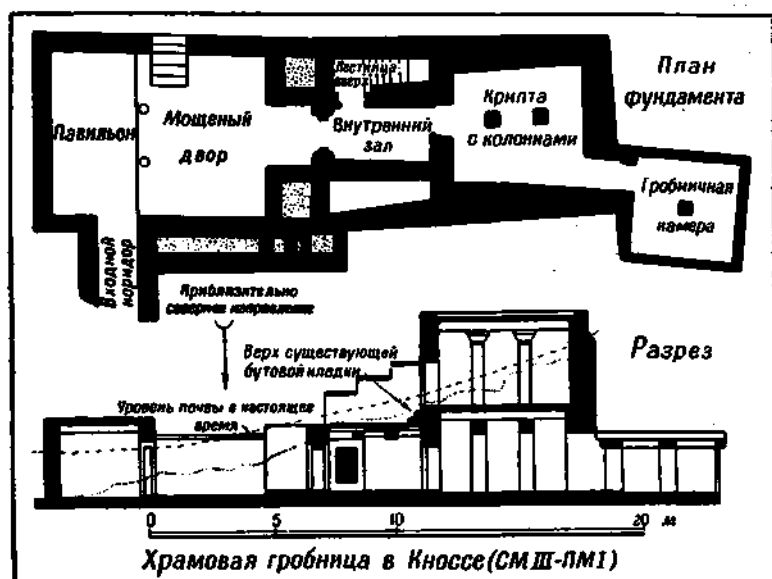 План
фундамента
Лестница
вверх
Павильон
Мощеный
двор
Внутренний
зал
Крипта
с колонками
Гробничная
камера
Входной
коридор
Приблизительно
северное направление
Верх существующей
бутовой кладки
Разрез
Уровень почвы в настоящее
время
0 5 10 20 м
Храмовая гробница в Кноссе (СМ III-ПМ I)